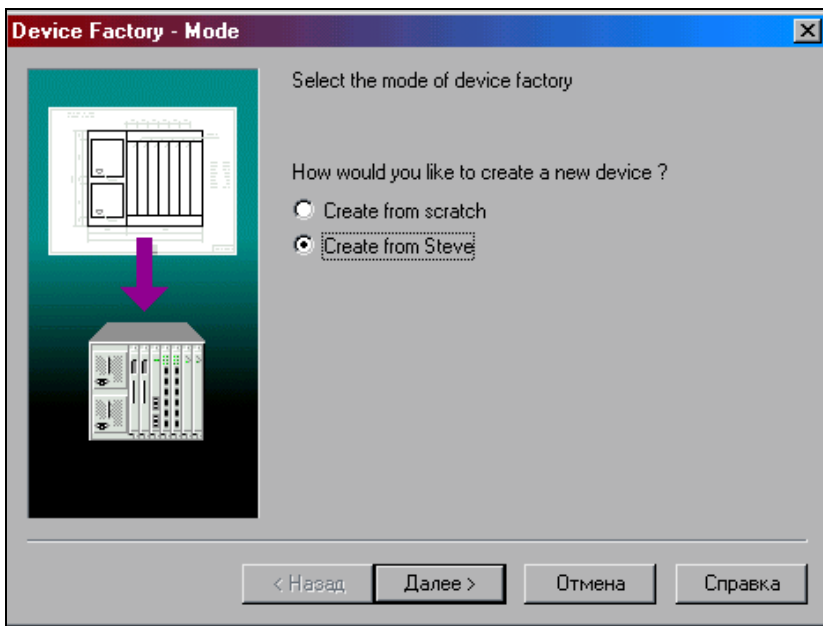 Device Factory - Mode
Select the mode of device factory
How would you like to create a new device ?
Create from scratch
Create from Steve
< Назад
Далее >
Отмена
Справка